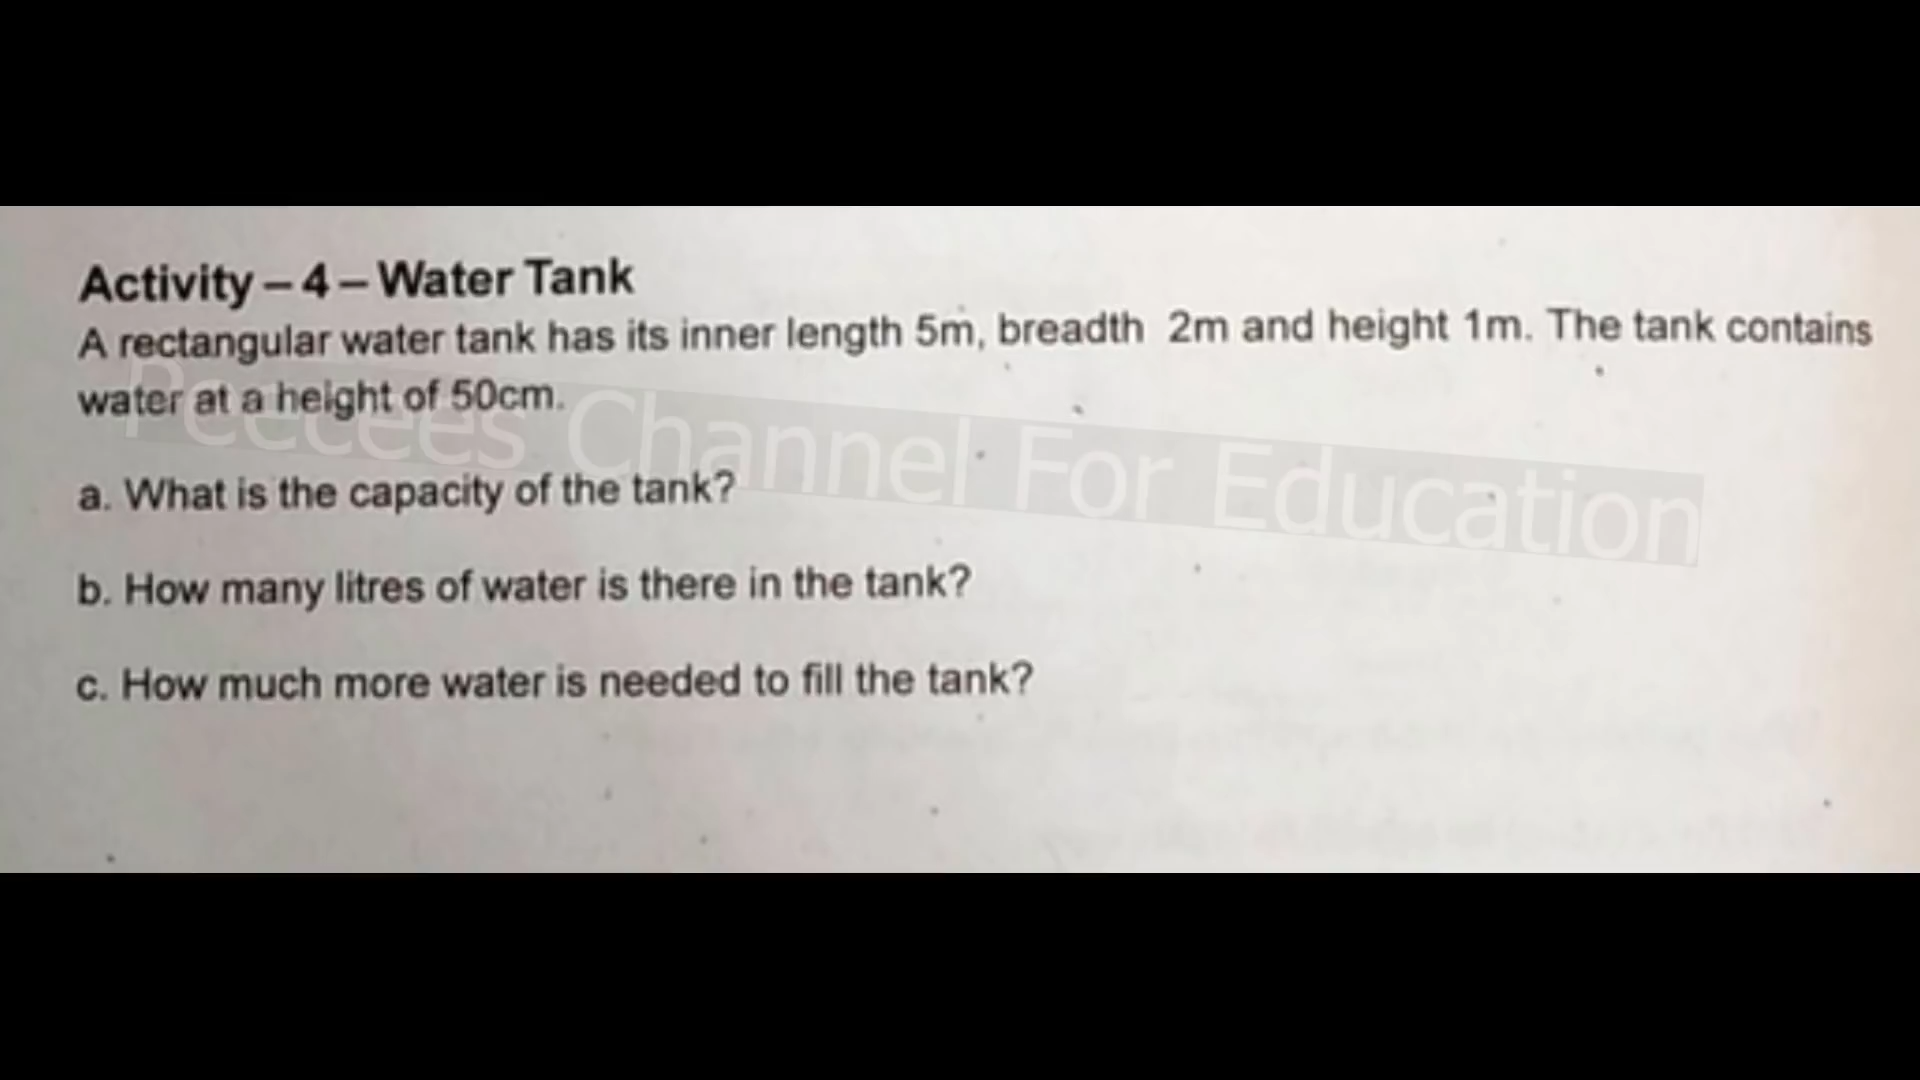 Activity – 4 – Water Tank
A rectangular water tank has its inner length 5m, breadth 2m and height 1m. The tank contains
water at a height of 50cm.
Peecees Channel For Education
a. What is the capacity of the tank?
b. How many litres of water is there in the tank?
c. How much more water is needed to fill the tank?